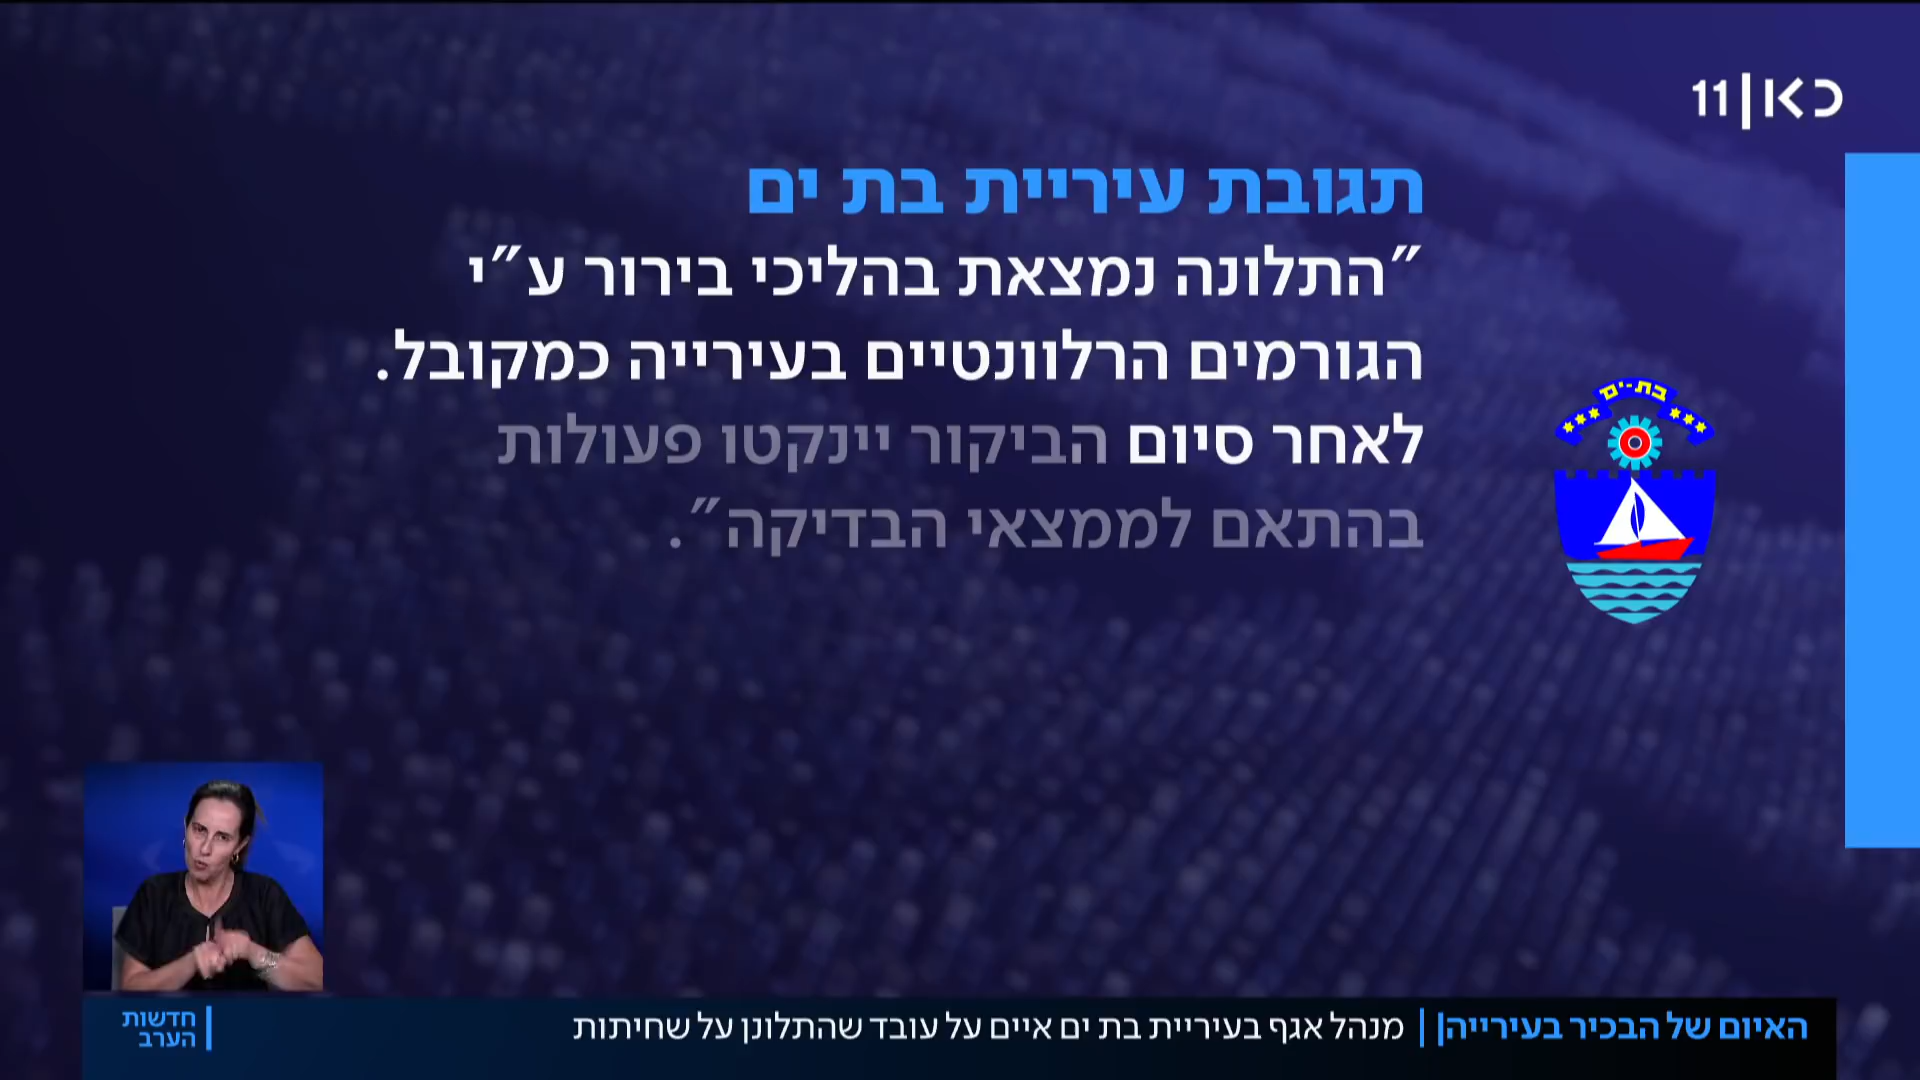 כאן|11
תגובת עיריית בת ים
"התלונה נמצאת בהליכי בירור ע"י
הגורמים הרלוונטיים בעירייה כמקובל.
לאחר סיום הביקור יינקטו פעולות
בהתאם לממצאי הבדיקה".
בת-ים
האיום של הבכיר בעירייה| | מנהל אגף בעיריית בת ים איים על עובד שהתלונן על שחיתות
חדשות
הערב